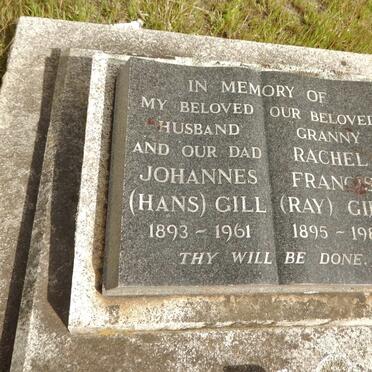 IN MEMORY OF
MY BELOVED OUR BELOVED
HUSBAND GRANNY
AND OUR DAD RACHEL
JOHANNES
(HANS) GILL (RAY)
1893 ~ 1961 1895 ~
THY WILL BE DONE.